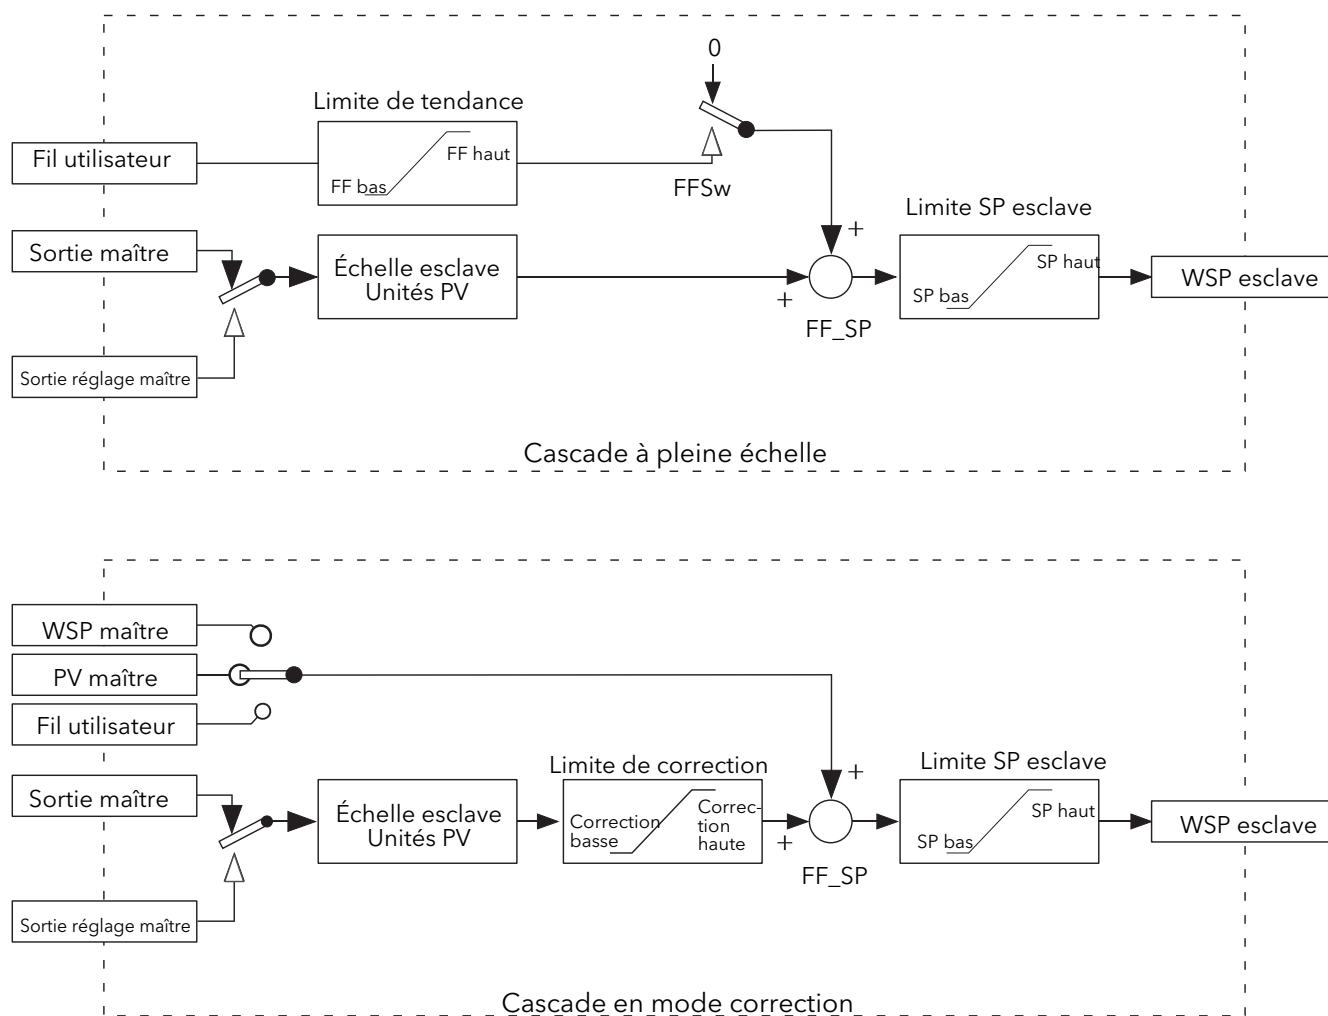 0
Limite de tendance
Fil utilisateur
FF haut
FF bas
FFSw
Limite SP esclave
+
Sortie maître
Échelle esclave
Unités PV
SP haut
SP bas
WSP esclave
+
FF_SP
Sortie réglage maître
Cascade à pleine échelle
WSP maître
PV maître
Fil utilisateur
Limite de correction
Limite SP esclave
+
Sortie maître
Échelle esclave
Unités PV
Correction
basse
Correc-
tion
haute
SP haut
SP bas
WSP esclave
+
FF_SP
Sortie réglage maître
Cascade en mode correction